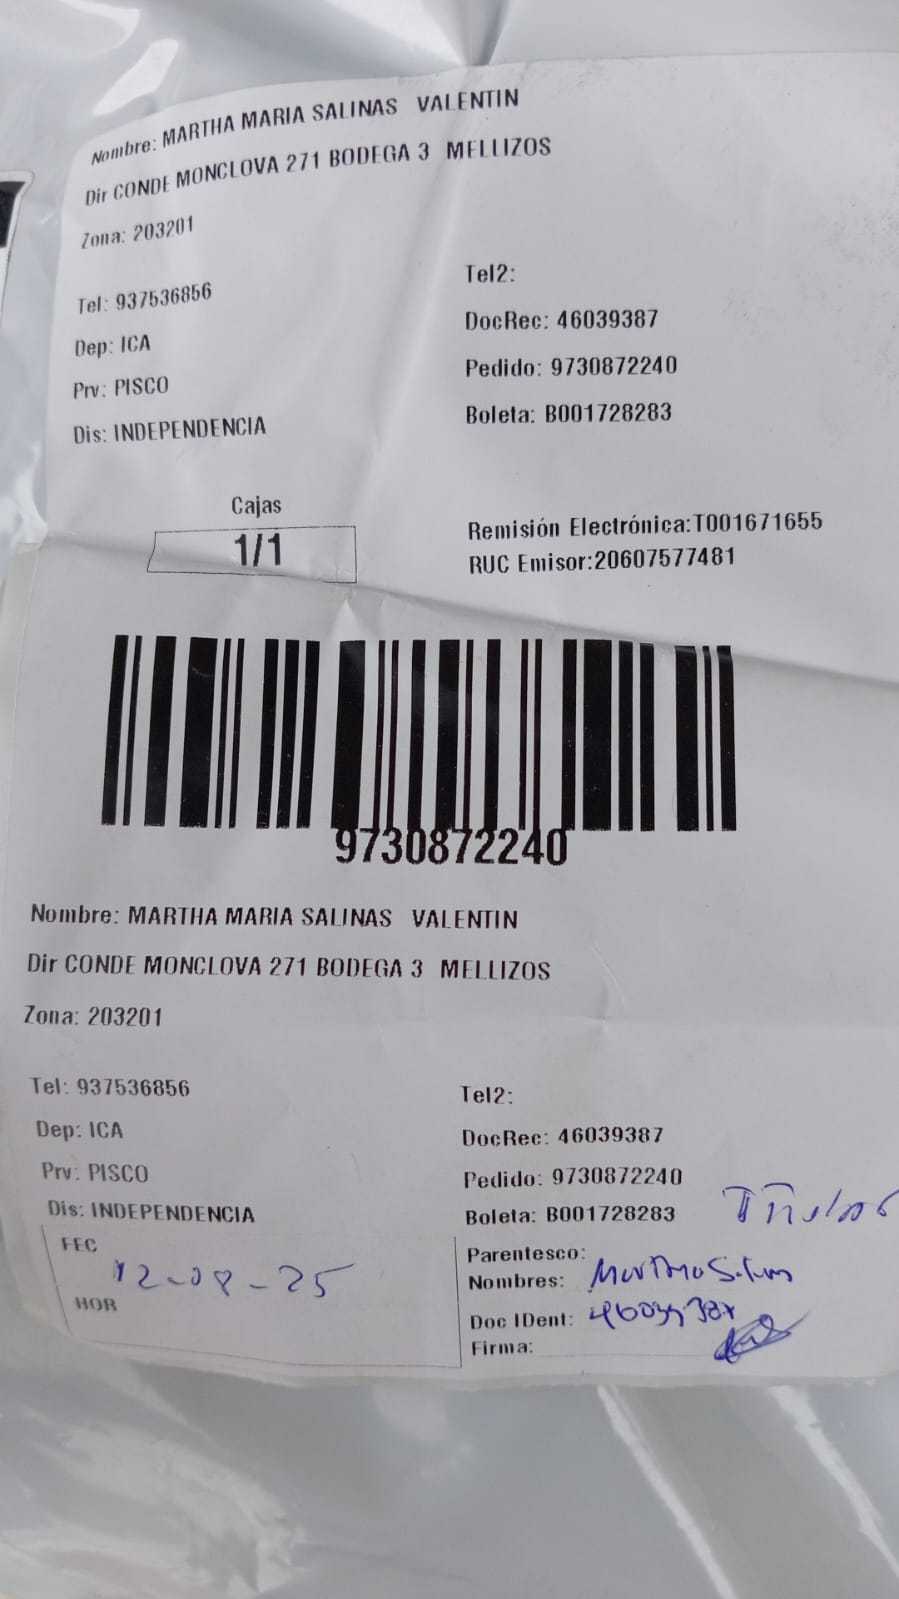 Nombre: MARTHA MARIA SALINAS VALENTIN
Dir CONDE MONCLOVA 271 BODEGA 3 MELLIZOS
Zona: 203201
Tel: 937536856
Dep: ICA
Prv: PISCO
Dis: INDEPENDENCIA
Tel2:
DocRec: 46039387
Pedido: 9730872240
Boleta: B001728283
Cajas
1/1
Remisión Electrónica:T001671655
RUC Emisor:20607577481
9730872240
Nombre: MARTHA MARIA SALINAS VALENTIN
Dir CONDE MONCLOVA 271 BODEGA 3 MELLIZOS
Zona: 203201
Tel: 937536856
Dep: ICA
Prv: PISCO
Dis: INDEPENDENCIA
FEC
12-08-25
HOR
Tel2:
DocRec: 46039387
Pedido: 9730872240
Boleta: B001728283
Parentesco: Titular
Nombres: Martha Salinas
Doc IDent: 46039387
Firma: